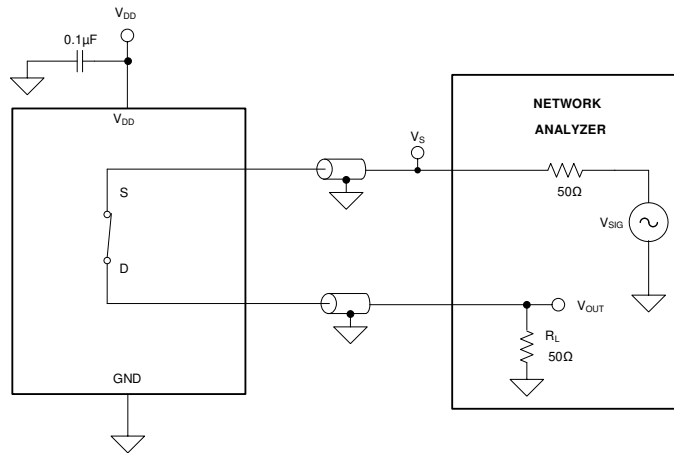 V_DD
0.1µF
V_DD
NETWORK
ANALYZER
V_S
S
50Ω
V_SIG
D
V_OUT
R_L
50Ω
GND